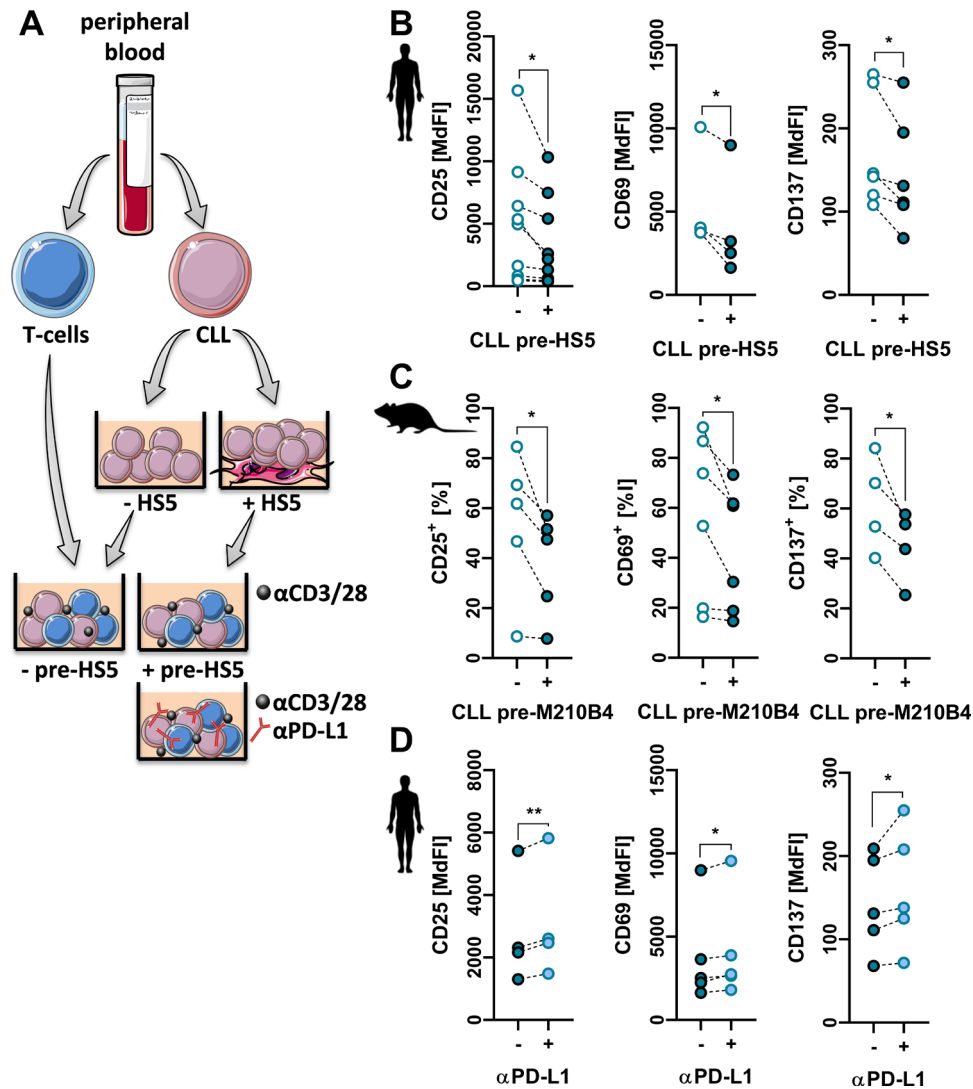 A
peripheral
blood
T-cells
CLL
- HS5
+ HS5
αCD3/28
- pre-HS5
+ pre-HS5
αCD3/28
αPD-L1
B
CD25 [MdFI]
20000
15000
10000
5000
0
*
- +
CLL pre-HS5
CD69 [MdFI]
15000
10000
5000
0
*
- +
CLL pre-HS5
CD137 [MdFI]
300
200
100
0
*
- +
CLL pre-HS5
C
CD25+ [%]
100
80
60
40
20
0
*
- +
CLL pre-M210B4
CD69+ [%I]
100
80
60
40
20
0
*
- +
CLL pre-M210B4
CD137+ [%]
100
80
60
40
20
0
*
- +
CLL pre-M210B4
D
CD25 [MdFI]
8000
6000
4000
2000
0
**
- +
αPD-L1
CD69 [MdFI]
15000
10000
5000
0
*
- +
αPD-L1
CD137 [MdFI]
300
200
100
0
*
- +
αPD-L1